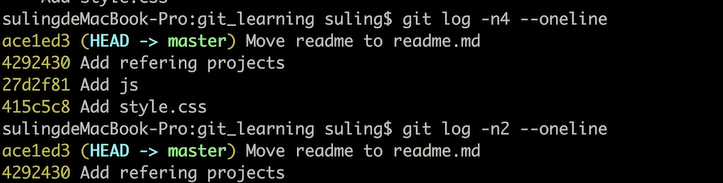 Add style.css
sulingdeMacBook-Pro:git_learning suling$ git log -n4 --oneline
ace1ed3 (HEAD -> master) Move readme to readme.md
4292430 Add refering projects
27d2f81 Add js
415c5c8 Add style.css
sulingdeMacBook-Pro:git_learning suling$ git log -n2 --oneline
ace1ed3 (HEAD -> master) Move readme to readme.md
4292430 Add refering projects